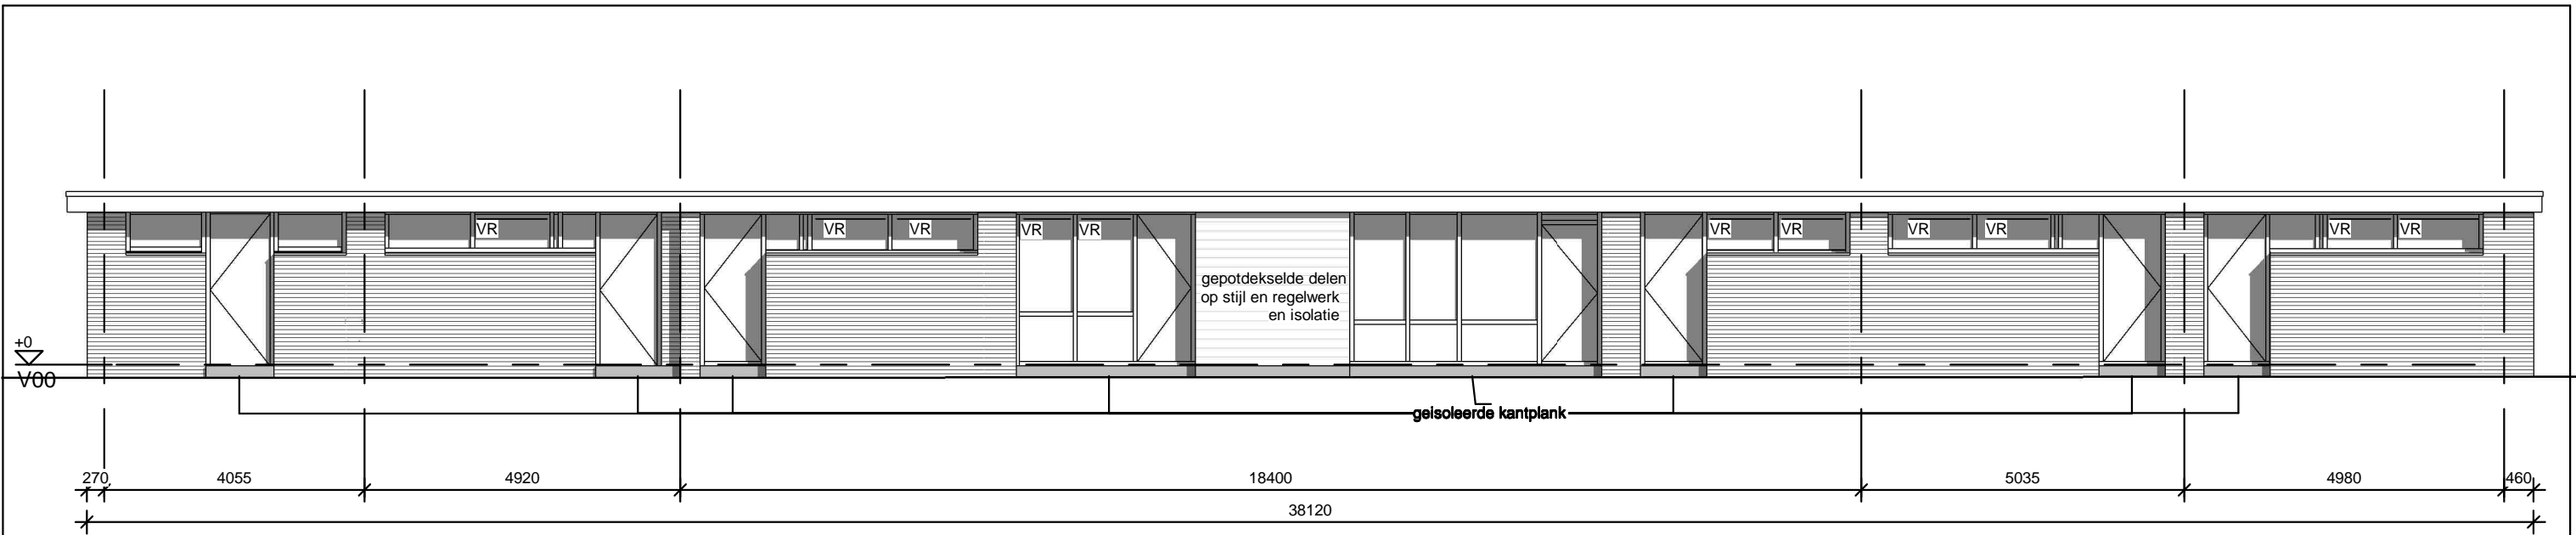 VR
VR
VR
VR
VR
VR
VR
VR
VR
VR
VR
gepotdekselde delen
op stijl en regelwerk
en isolatie
+0
V00
geisoleerde kantplank
270
4055
4920
18400
5035
4980
460
38120